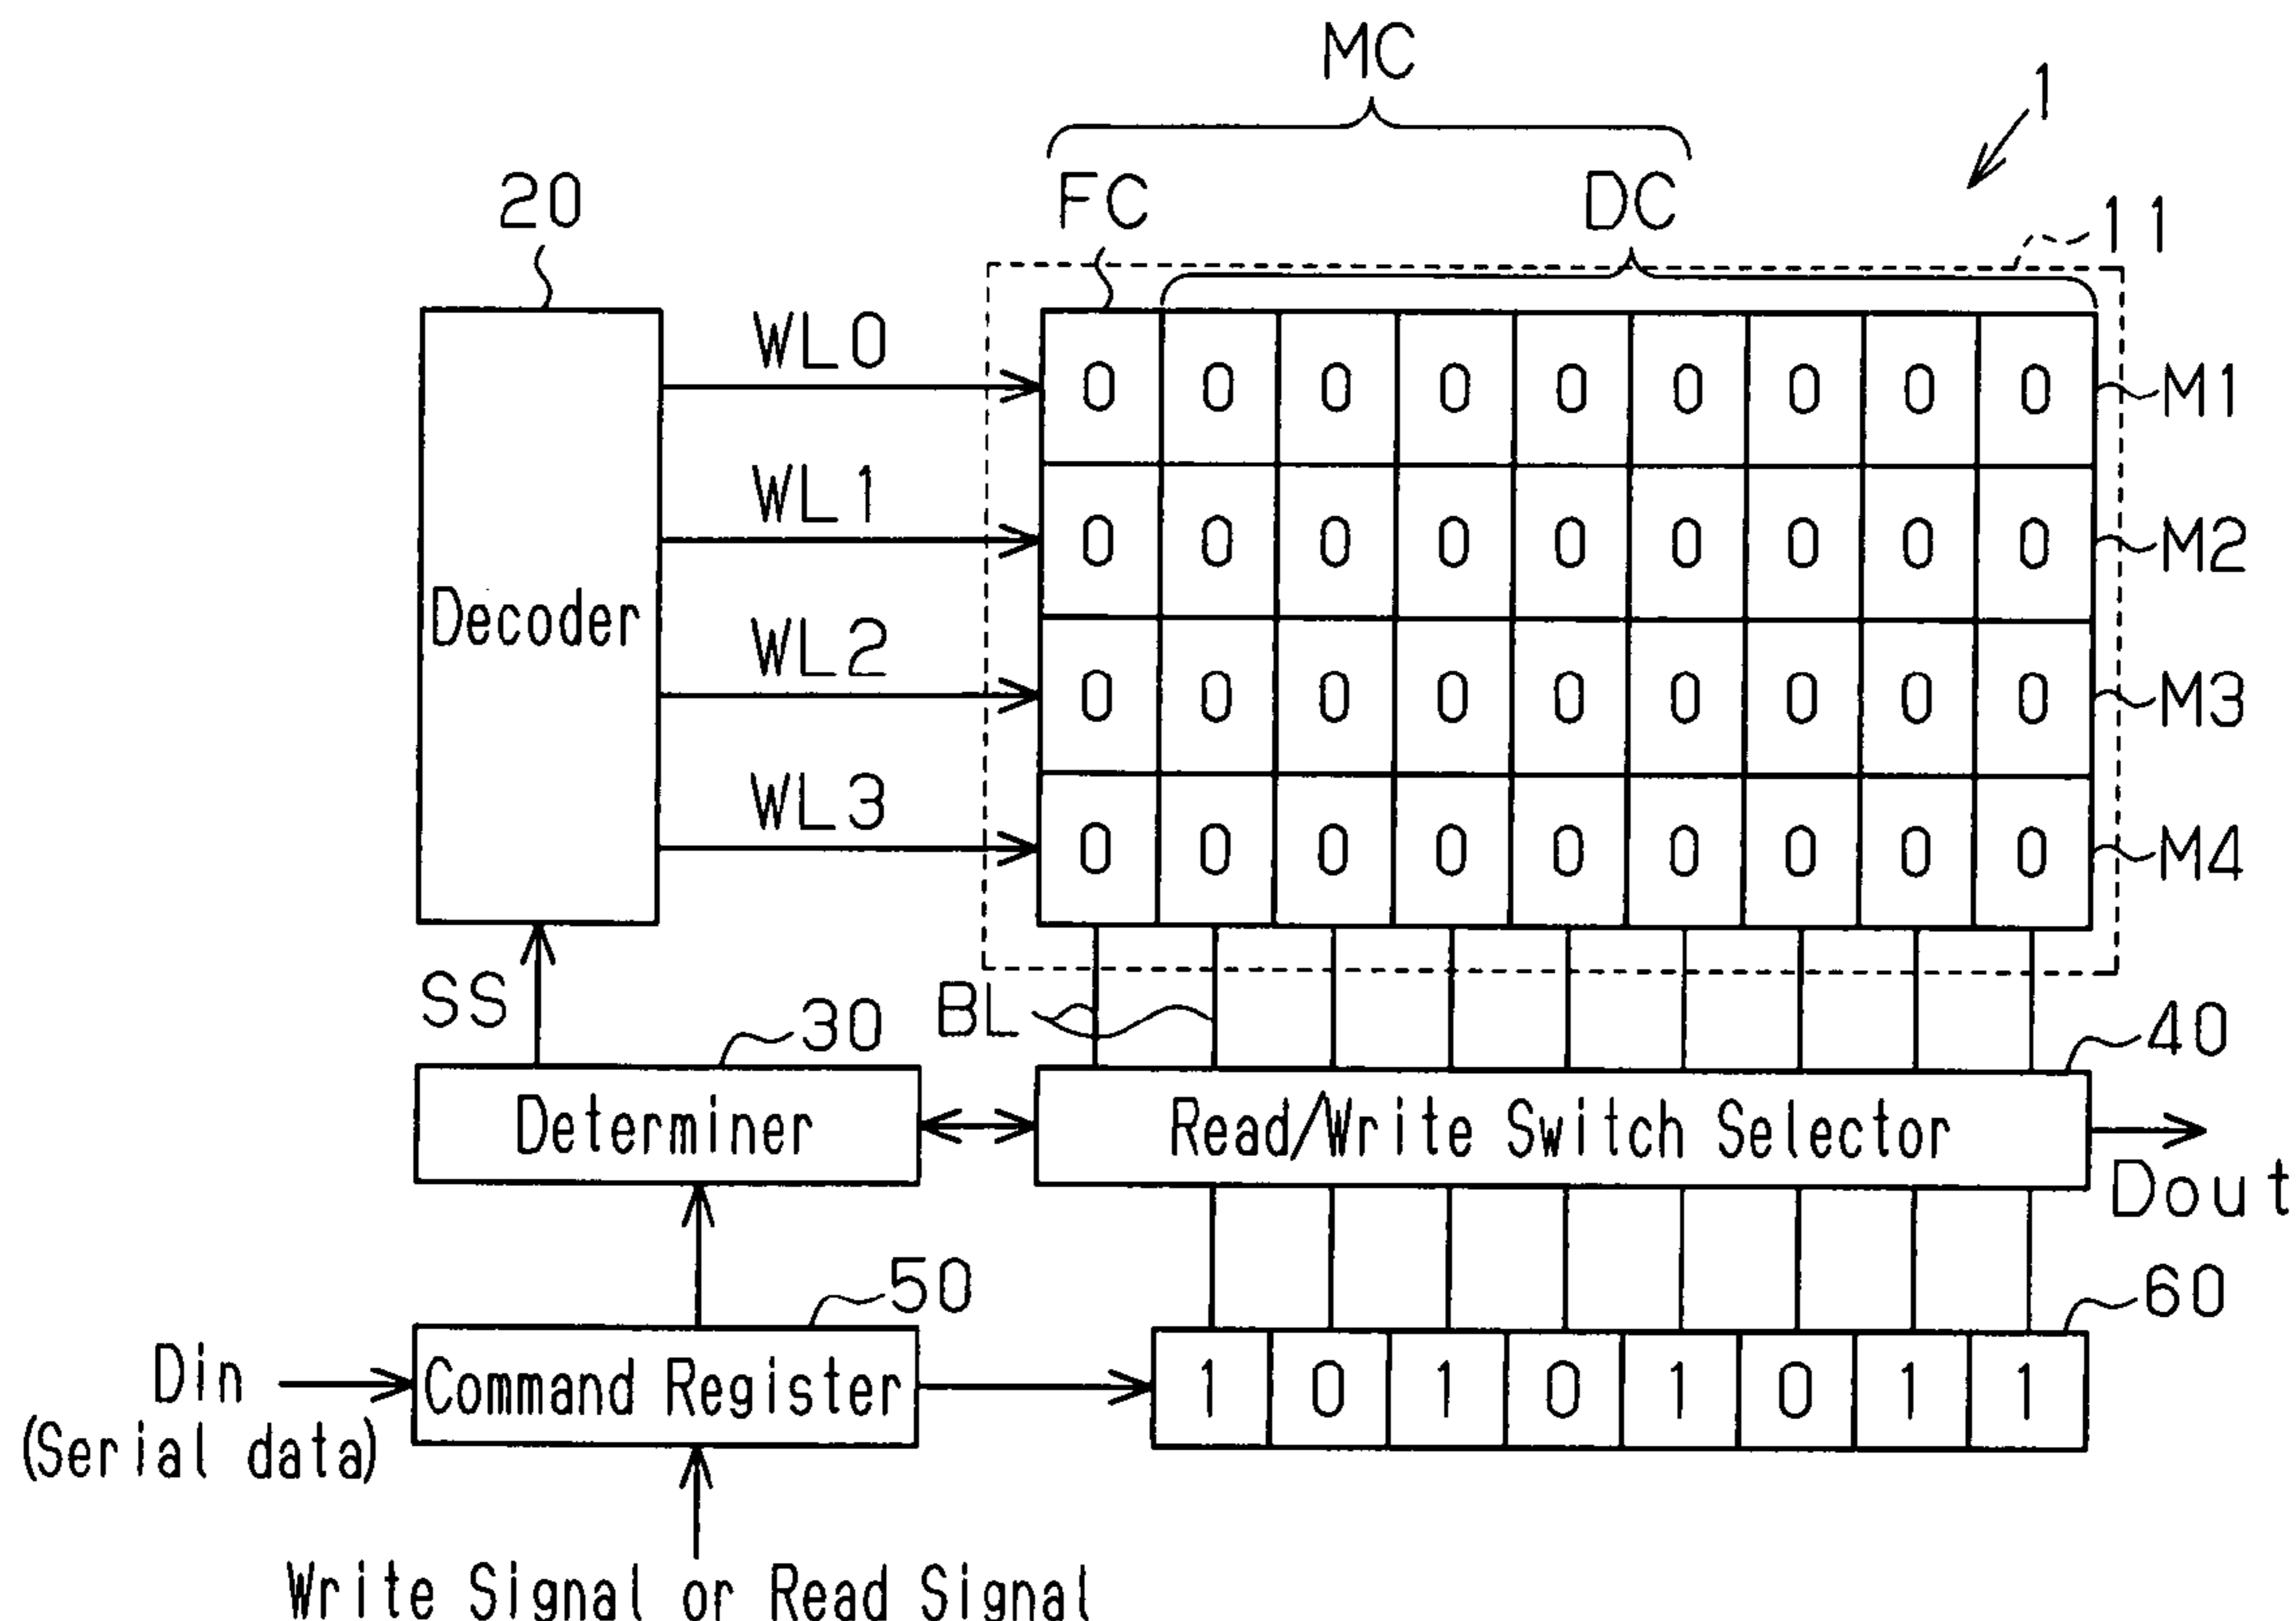 MC
1
20
FC
DC
11
WL0
0 0 0 0 0 0 0 0 0
M1
WL1
0 0 0 0 0 0 0 0 0
M2
Decoder
WL2
0 0 0 0 0 0 0 0 0
M3
WL3
0 0 0 0 0 0 0 0 0
M4
SS
30
BL
40
Determiner
Read/Write Switch Selector
Dout
50
60
Din
(Serial data)
Command Register
1 0 1 0 1 0 1 1
Write Signal or Read Signal